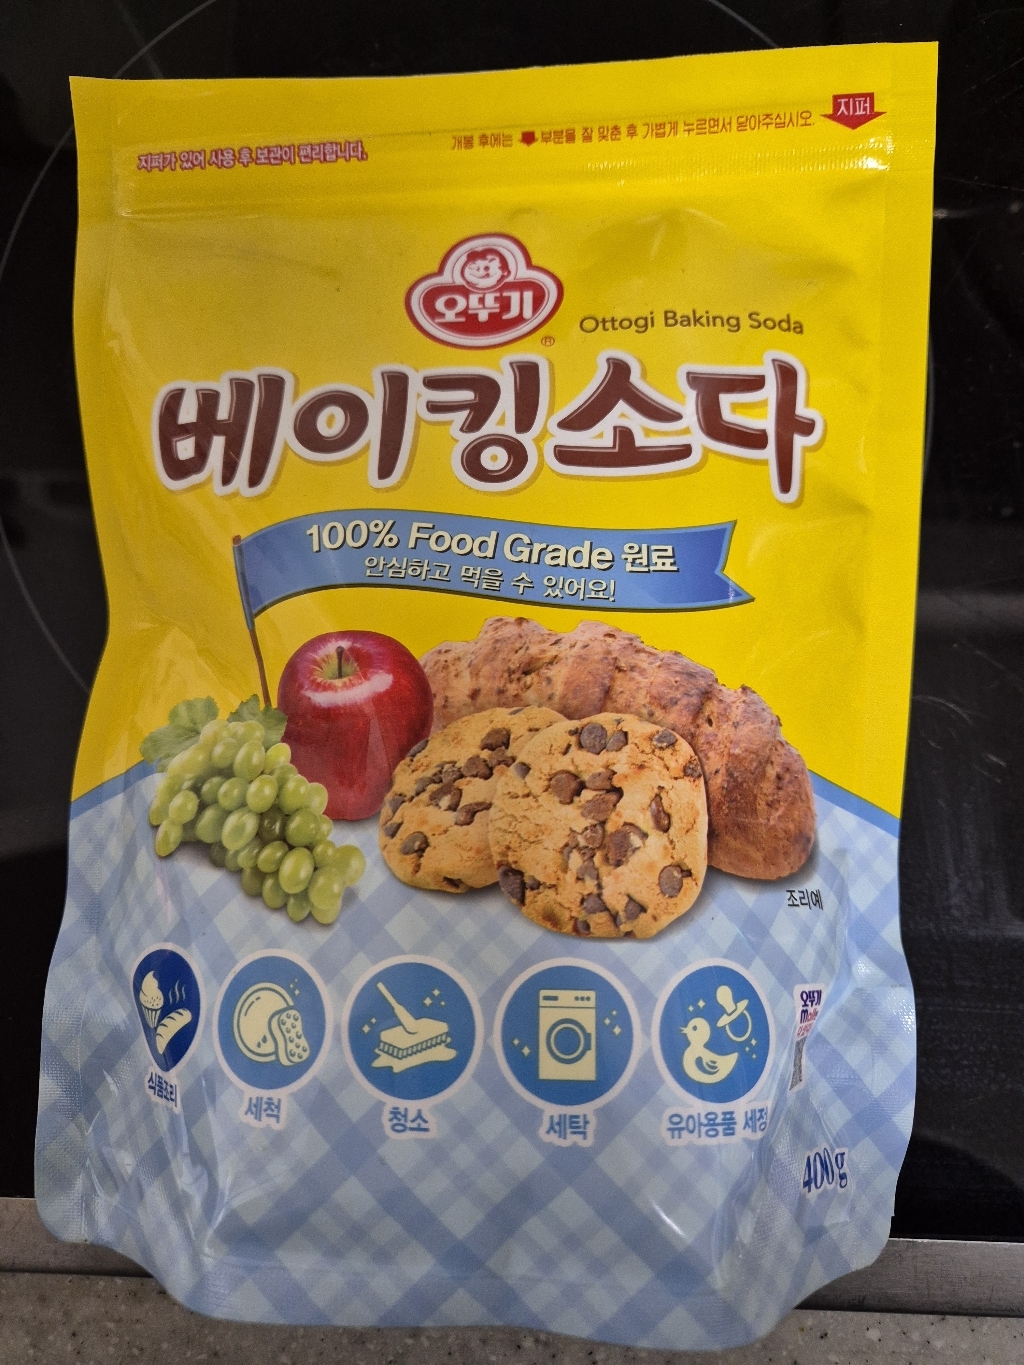 지퍼
개봉 후에는 부분을 잘 맞춘 후 가볍게 누르면서 닫아주십시오.
지퍼가 있어 사용 후 보관이 편리합니다.
오뚜기
®
Ottogi Baking Soda
베이킹소다
100% Food Grade 원료
안심하고 먹을 수 있어요!
조리예
오뚜기
식품조리
세척
청소
세탁
유아용품 세정
400g